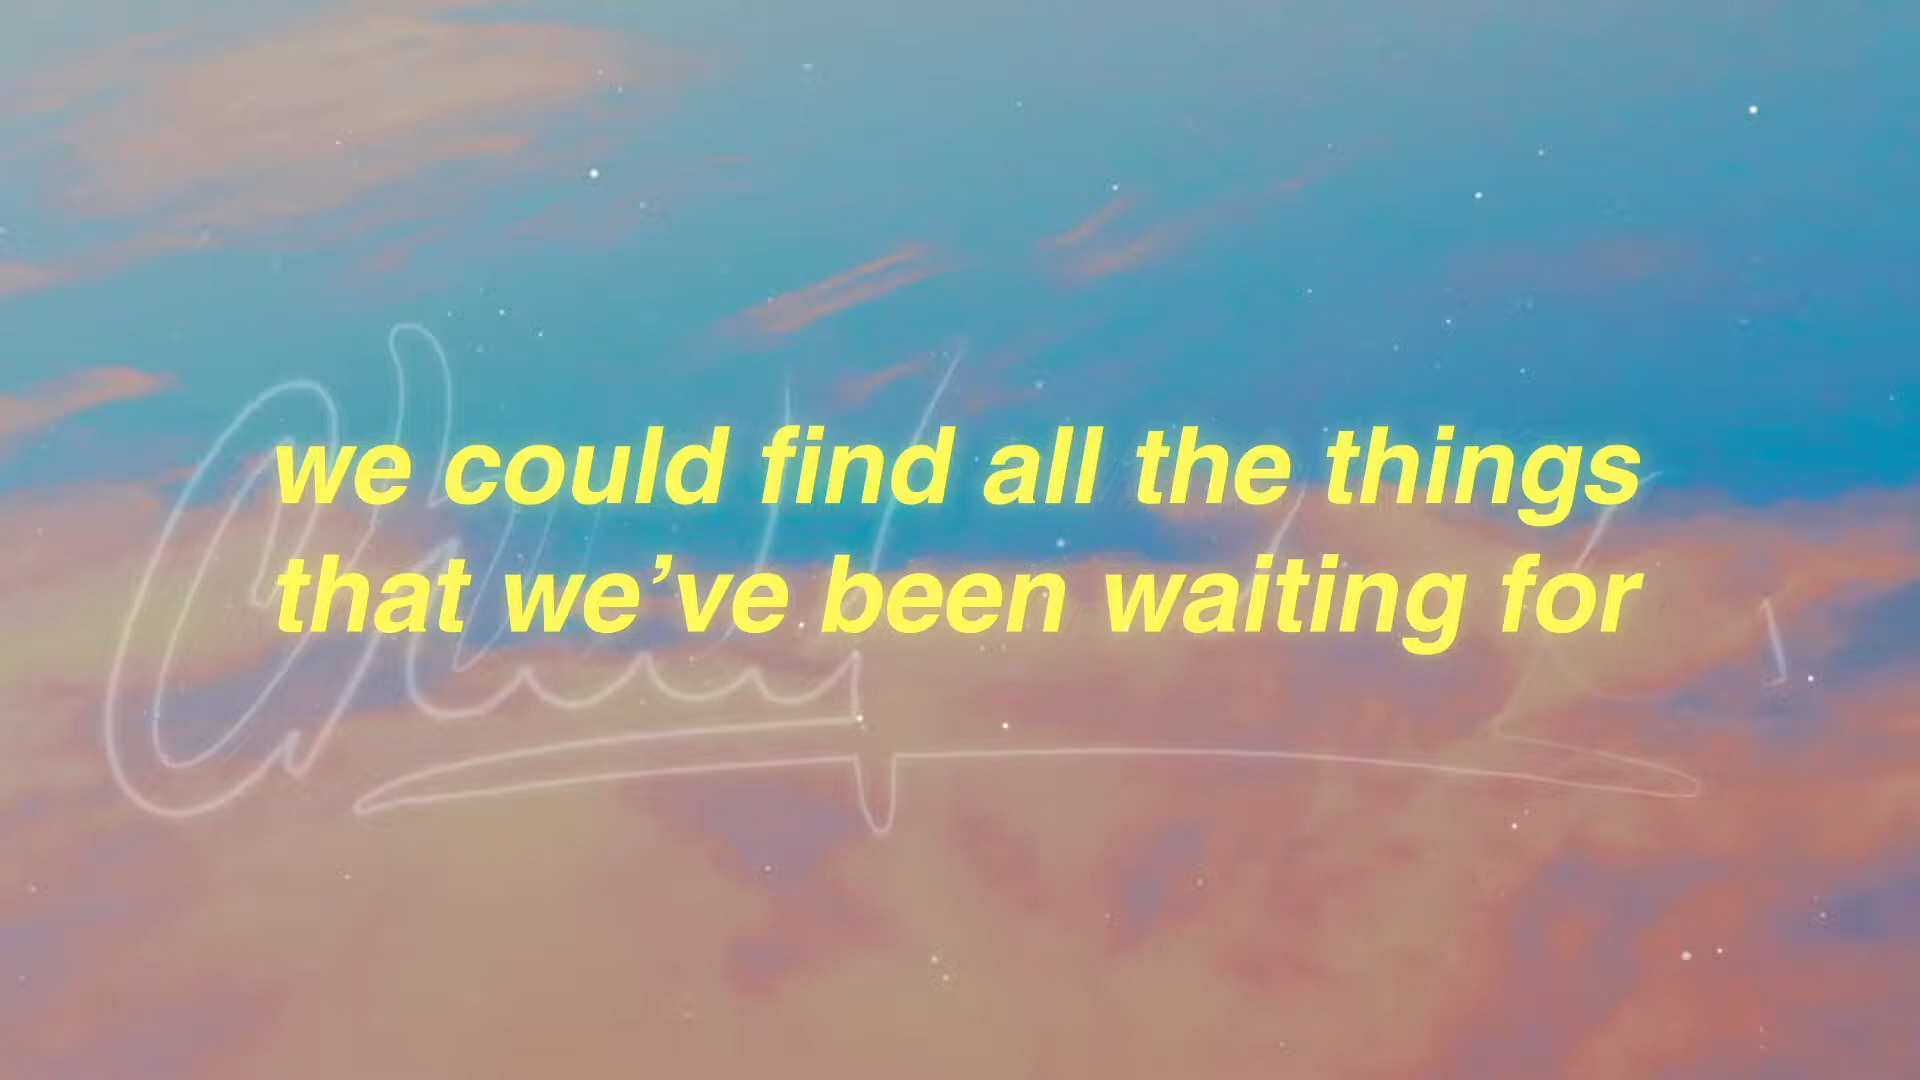 we could find all the things
that we’ve been waiting for